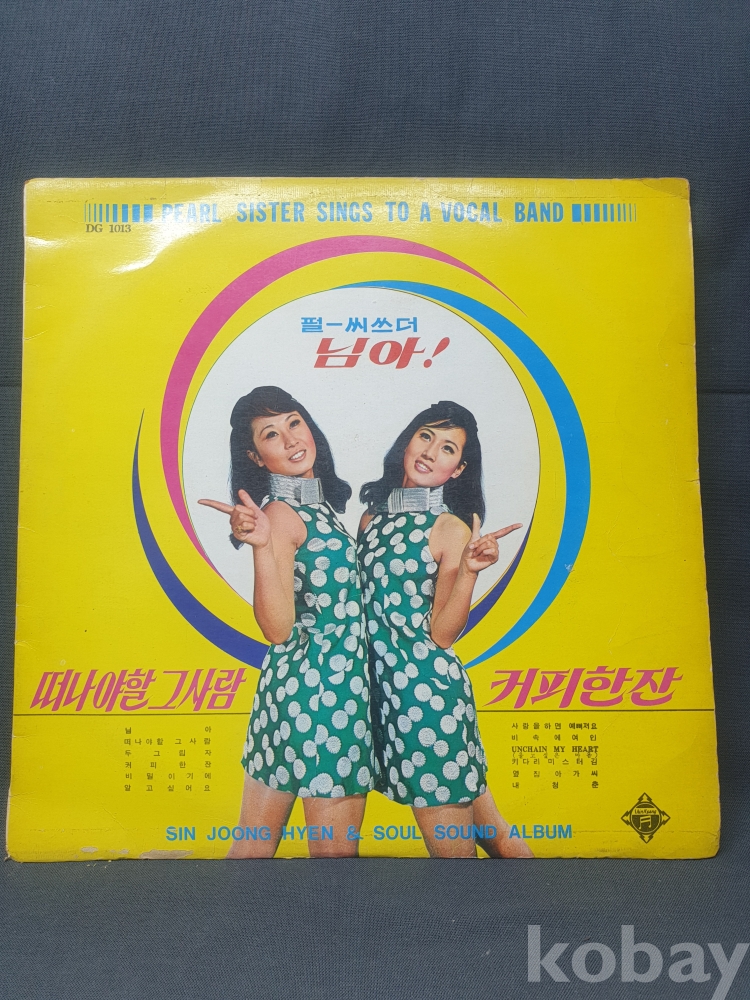 PEARL SISTER SINGS TO A VOCAL BAND
DG 1013
펄-씨쓰더
님아!
떠나야할 그사람
커피한잔
님 아
떠나야할 그사람
두 그림자
커피한잔
비밀이기에
알고싶어요
사랑을하면 예뻐져요
비속에여인
UNCHAIN MY HEART
키다리미스터김
옆집아가씨
내 청춘
SIN JOONG HYEN & SOUL SOUND ALBUM
kobay